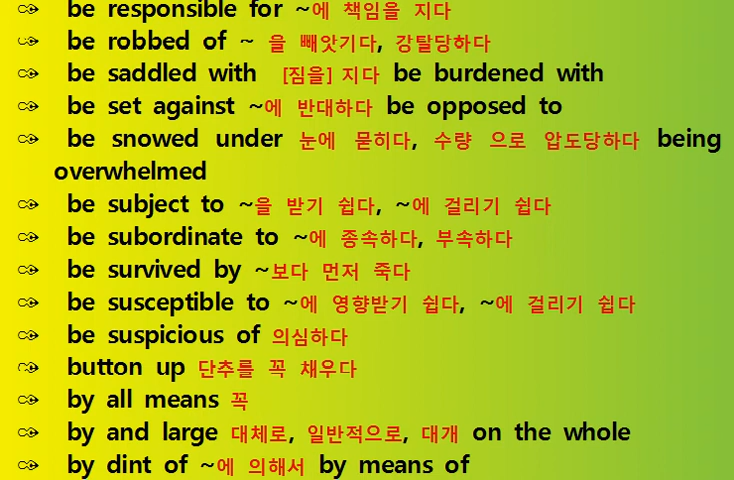 be responsible for ~에 책임을 지다
be robbed of ~ 을 빼앗기다, 강탈당하다
be saddled with [짐을] 지다 be burdened with
be set against ~에 반대하다 be opposed to
be snowed under 눈에 묻히다, 수량 으로 압도당하다 being
overwhelmed
be subject to ~을 받기 쉽다, ~에 걸리기 쉽다
be subordinate to ~에 종속하다, 부속하다
be survived by ~보다 먼저 죽다
be susceptible to ~에 영향받기 쉽다, ~에 걸리기 쉽다
be suspicious of 의심하다
button up 단추를 꼭 채우다
by all means 꼭
by and large 대체로, 일반적으로, 대개 on the whole
by dint of ~에 의해서 by means of